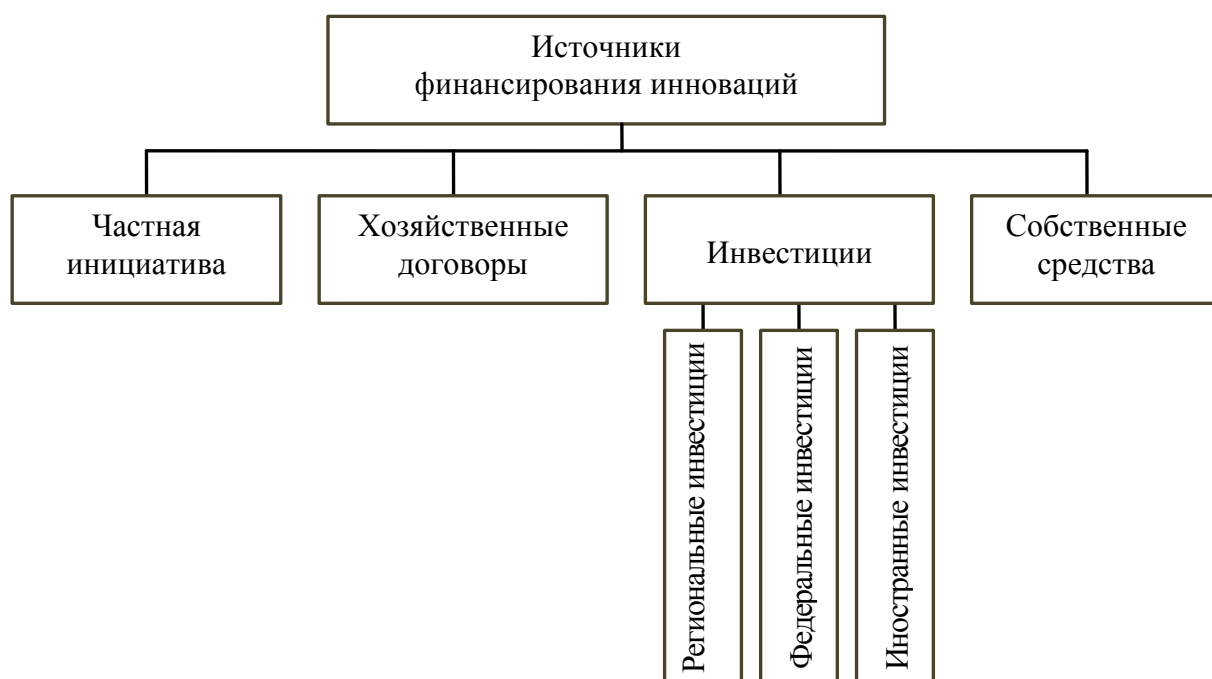 Источники
финансирования инноваций
Частная
инициатива
Хозяйственные
договоры
Инвестиции
Собственные
средства
Региональные инвестиции
Федеральные инвестиции
Иностранные инвестиции